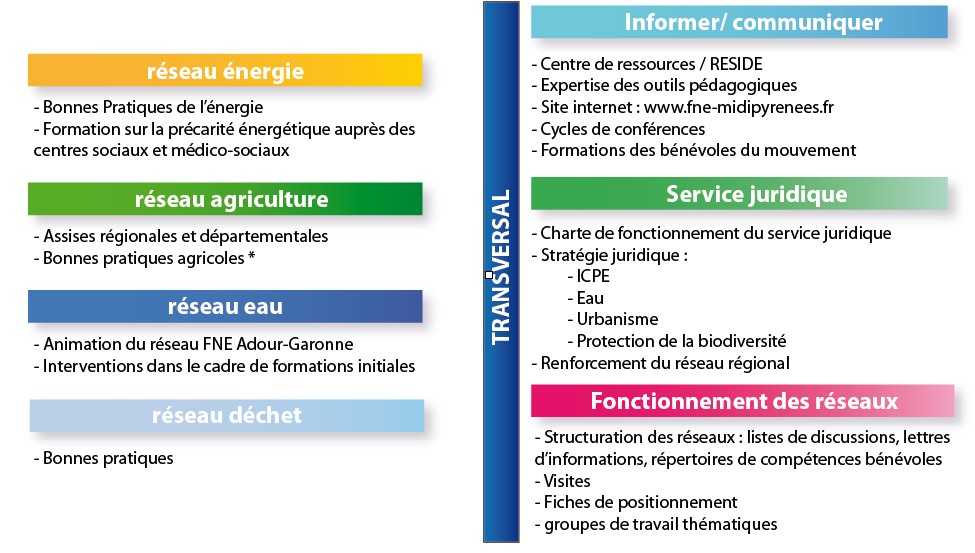 réseau énergie
- Bonnes Pratiques de l'énergie
- Formation sur la précarité énergétique auprès des
centres sociaux et médico-sociaux
réseau agriculture
- Assises régionales et départementales
- Bonnes pratiques agricoles *
réseau eau
- Animation du réseau FNE Adour-Garonne
- Interventions dans le cadre de formations initiales
réseau déchet
- Bonnes pratiques
TRANSVERSAL
Informer/ communiquer
- Centre de ressources / RESIDE
- Expertise des outils pédagogiques
- Site internet : www.fne-midipyrenees.fr
- Cycles de conférences
- Formations des bénévoles du mouvement
Service juridique
- Charte de fonctionnement du service juridique
- Stratégie juridique :
- ICPE
- Eau
- Urbanisme
- Protection de la biodiversité
- Renforcement du réseau régional
Fonctionnement des réseaux
- Structuration des réseaux : listes de discussions, lettres
d'informations, répertoires de compétences bénévoles
- Visites
- Fiches de positionnement
- groupes de travail thématiques